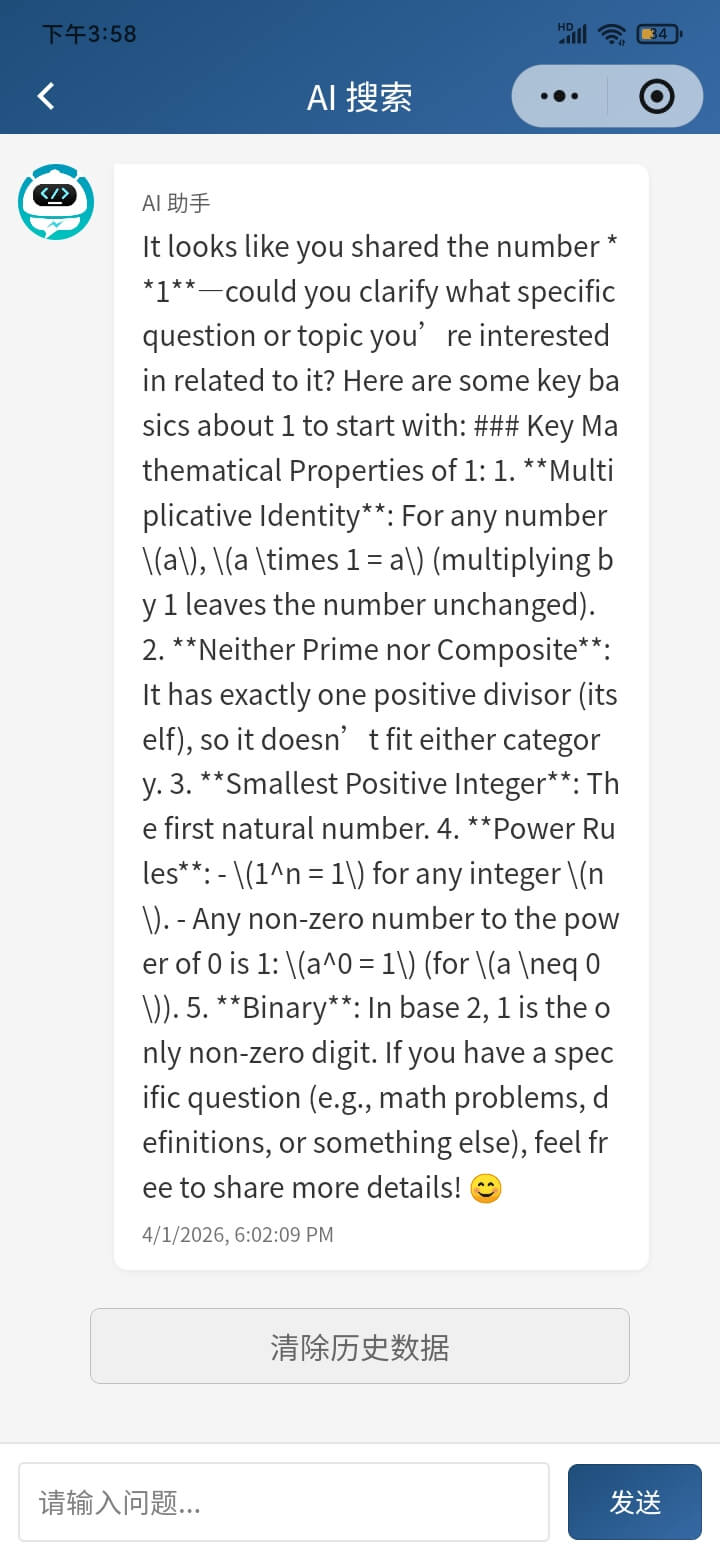 下午3:58
HD
34
AI 搜索
</>
AI 助手
It looks like you shared the number *
*1**—could you clarify what specific
question or topic you’re interested
in related to it? Here are some key ba
sics about 1 to start with: ### Key Ma
thematical Properties of 1: 1. **Multi
plicative Identity**: For any number
\(a\), \(a \times 1 = a\) (multiplying b
y 1 leaves the number unchanged).
2. **Neither Prime nor Composite**:
It has exactly one positive divisor (its
elf), so it doesn’t fit either categor
y. 3. **Smallest Positive Integer**: Th
e first natural number. 4. **Power Ru
les**: - \(1^n = 1\) for any integer \(n
\). - Any non-zero number to the pow
er of 0 is 1: \(a^0 = 1\) (for \(a \neq 0
\)). 5. **Binary**: In base 2, 1 is the o
nly non-zero digit. If you have a spec
ific question (e.g., math problems, d
efinitions, or something else), feel fr
ee to share more details! 😊
4/1/2026, 6:02:09 PM
清除历史数据
请输入问题...
发送